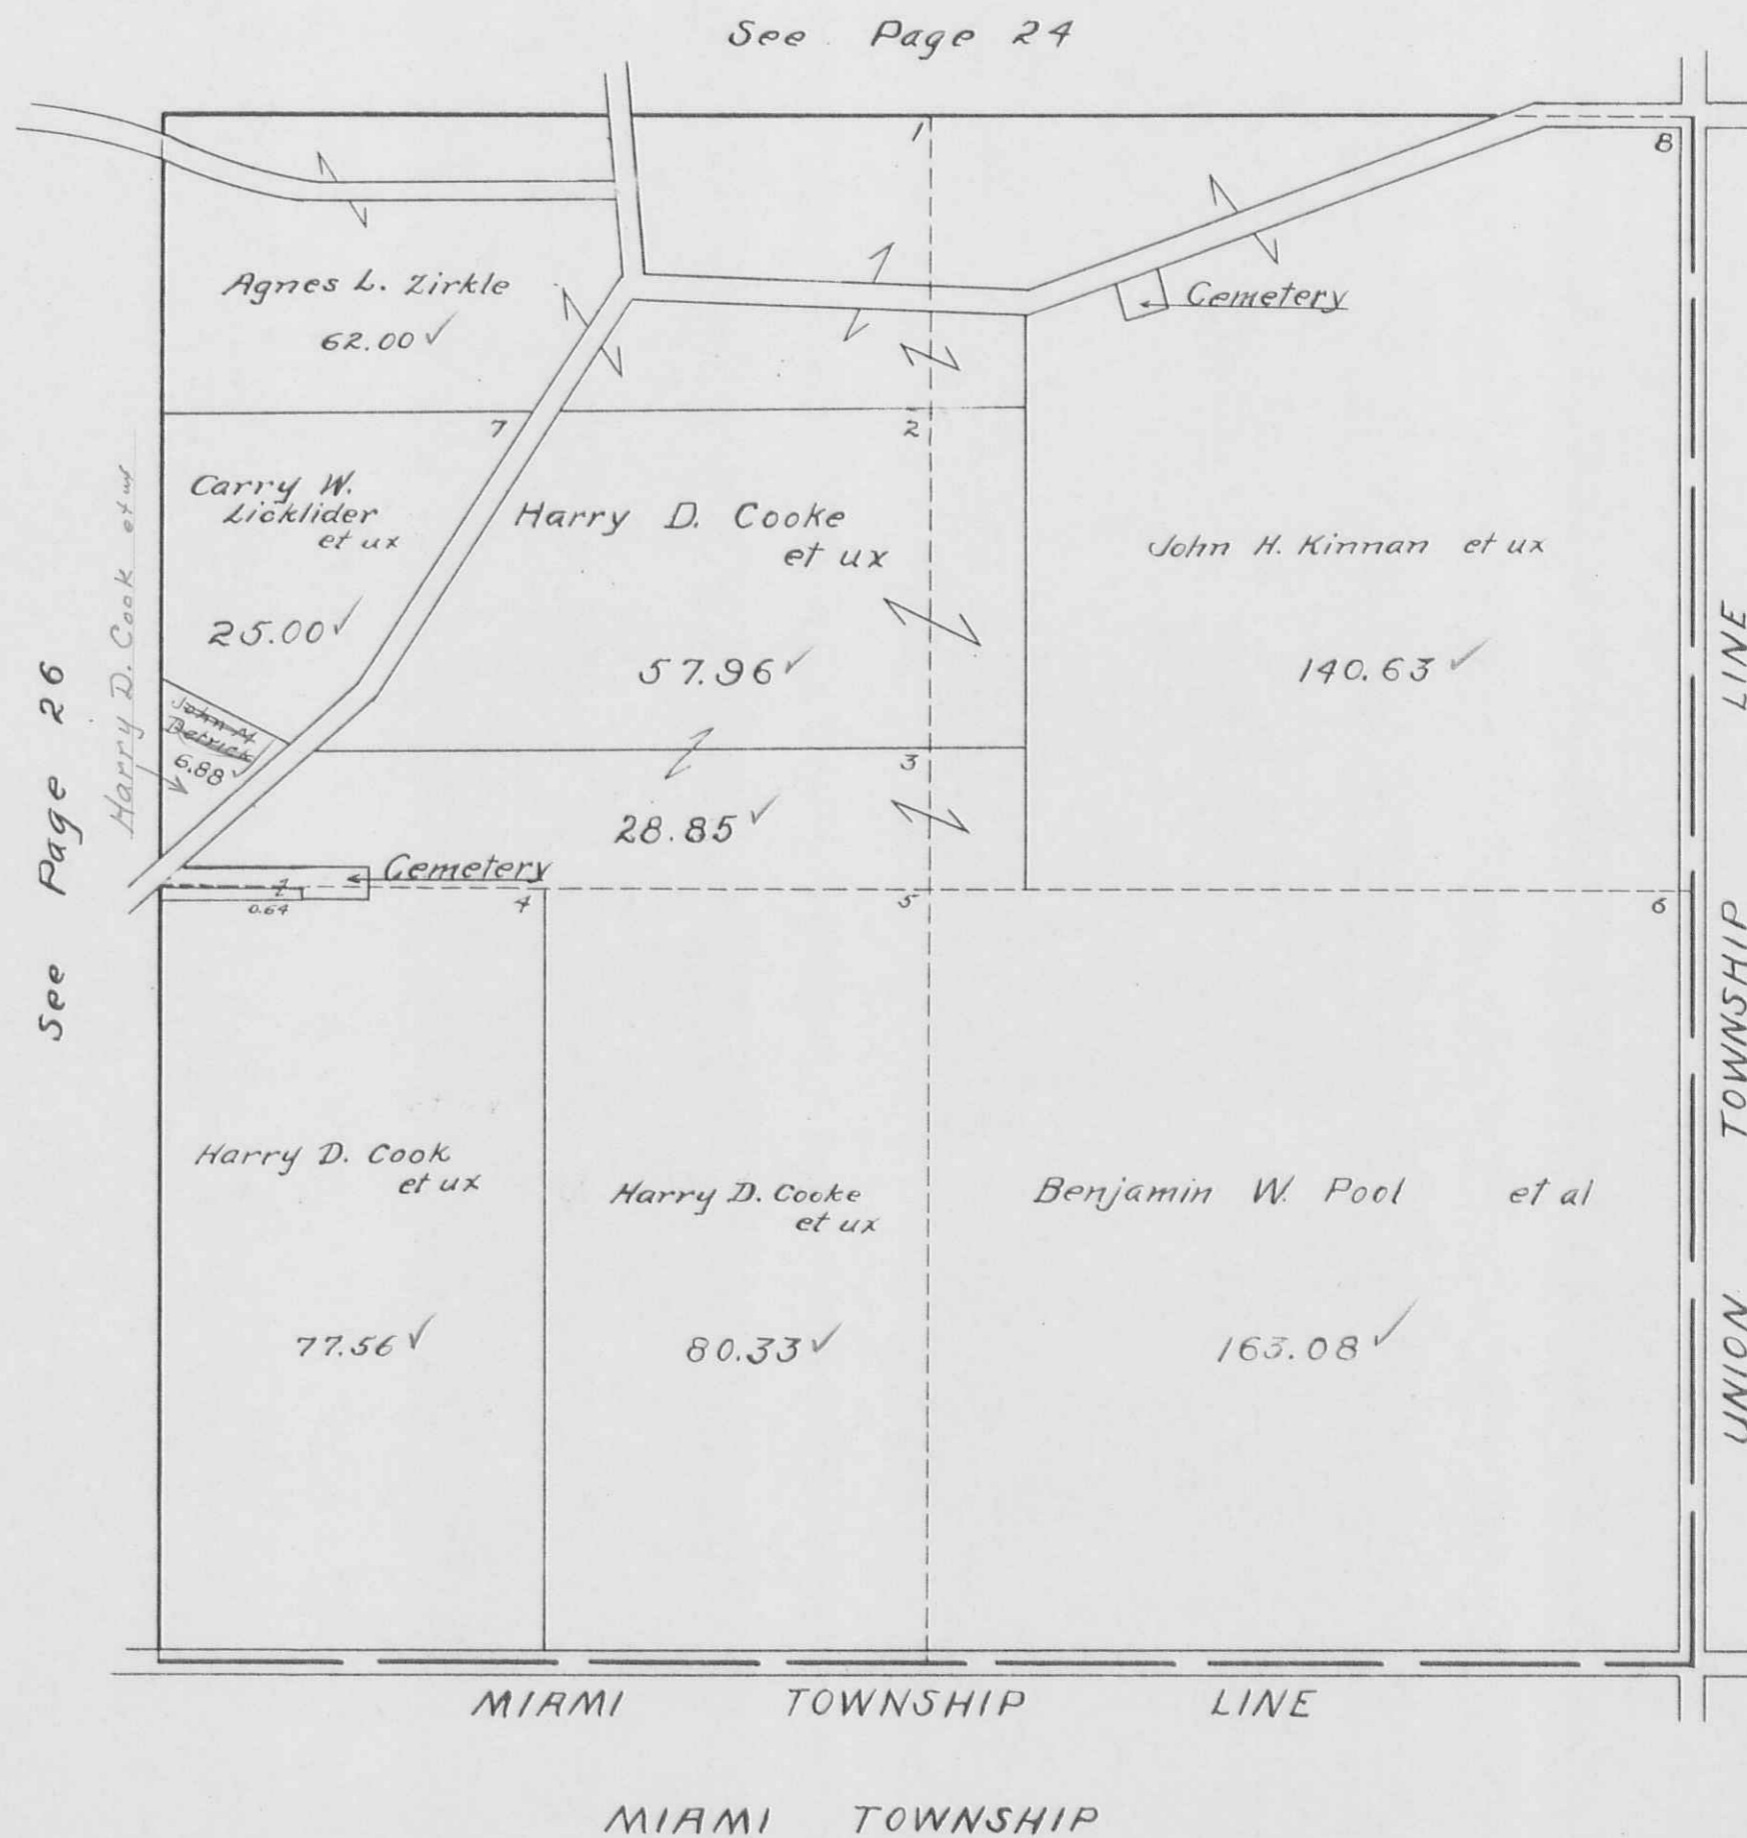 See Page 24
1
8
Agnes L. Zirkle
62.00 ✓
Cemetery
7
2
Carry W.
Licklider
et ux
25.00 ✓
Harry D. Cooke
et ux
57.96 ✓
John H. Kinnan et ux
140.63 ✓
See Page 26
Harry D. Cook et ux
John M
Detrick
6.88 ✓
3
28.85 ✓
Cemetery
0.64
4
5
6
Harry D. Cook
et ux
77.56 ✓
Harry D. Cooke
et ux
80.33 ✓
Benjamin W. Pool et al
163.08 ✓
UNION TOWNSHIP LINE
MIAMI TOWNSHIP LINE
MIAMI TOWNSHIP